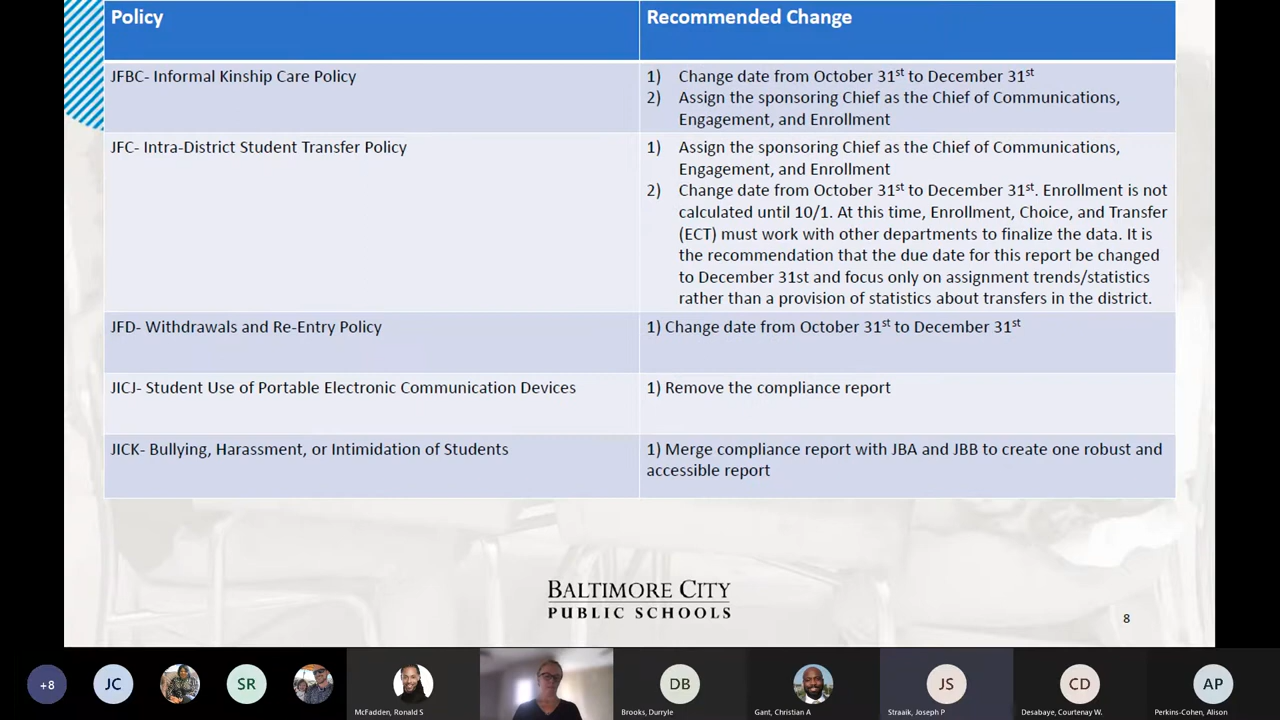 Policy
Recommended Change
JFBC- Informal Kinship Care Policy
1) Change date from October 31st to December 31st
2) Assign the sponsoring Chief as the Chief of Communications,
Engagement, and Enrollment
JFC- Intra-District Student Transfer Policy
1) Assign the sponsoring Chief as the Chief of Communications,
Engagement, and Enrollment
2) Change date from October 31st to December 31st. Enrollment is not
calculated until 10/1. At this time, Enrollment, Choice, and Transfer
(ECT) must work with other departments to finalize the data. It is
the recommendation that the due date for this report be changed
to December 31st and focus only on assignment trends/statistics
rather than a provision of statistics about transfers in the district.
JFD- Withdrawals and Re-Entry Policy
1) Change date from October 31st to December 31st
JICJ- Student Use of Portable Electronic Communication Devices
1) Remove the compliance report
JICK- Bullying, Harassment, or Intimidation of Students
1) Merge compliance report with JBA and JBB to create one robust and
accessible report
BALTIMORE CITY
PUBLIC SCHOOLS
8
+8
JC
SR
DB
JS
CD
AP
McFadden, Ronald S
Brooks, Durryle
Gant, Christian A
Straaik, Joseph P
Desabaye, Courtenay W.
Perkins-Cohen, Alison